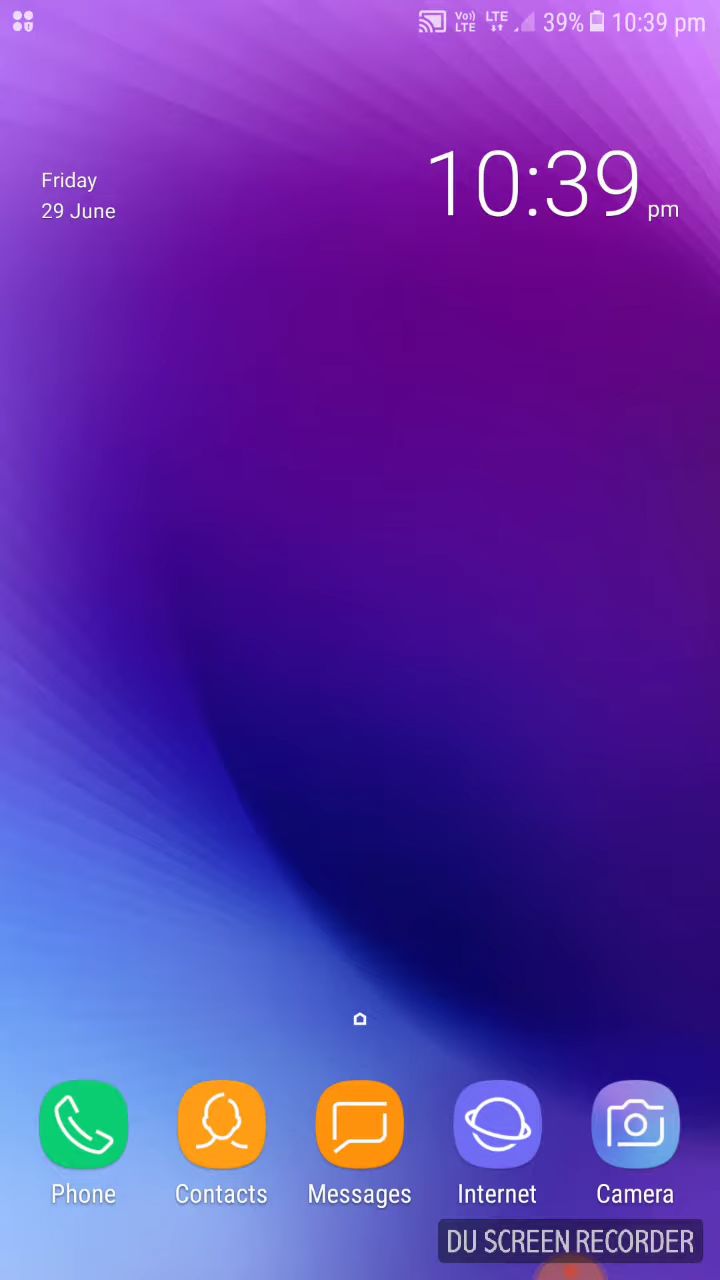 Vo)) LTE LTE 39% 10:39 pm
Friday
29 June
10:39 pm
Phone Contacts Messages Internet Camera
DU SCREEN RECORDER